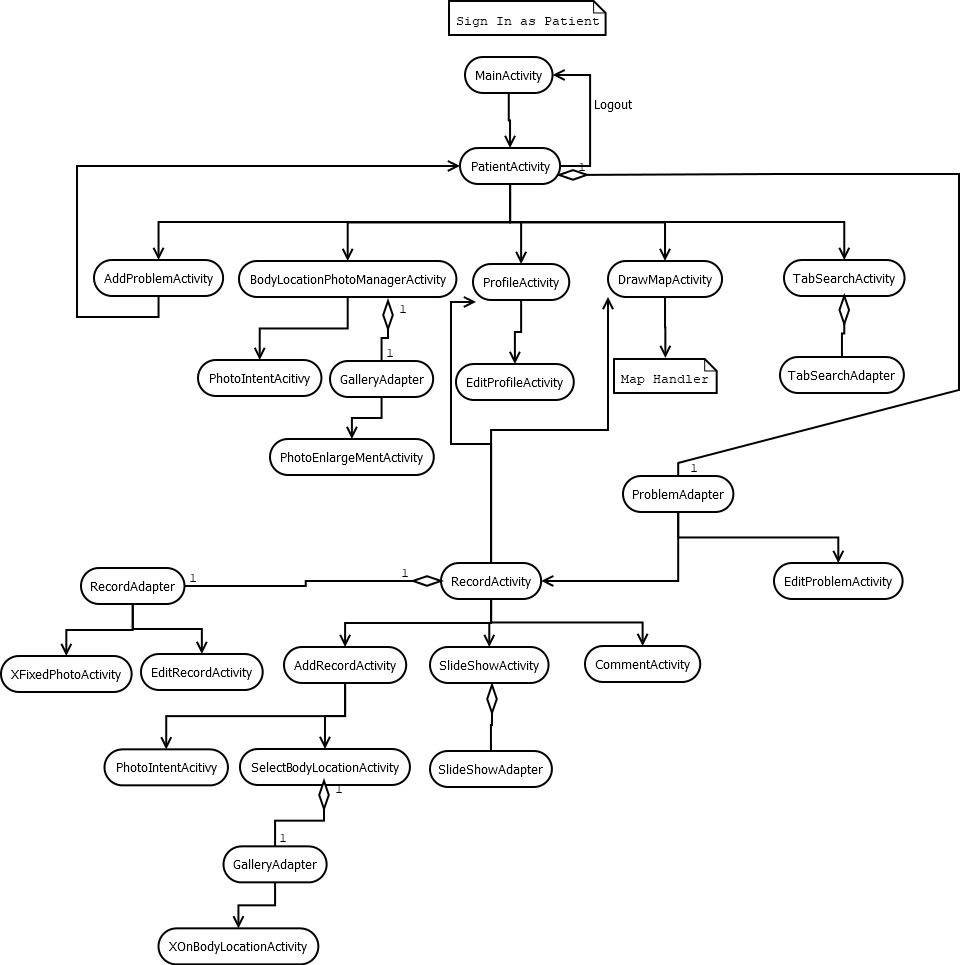 Sign In as Patient
MainActivity
Logout
PatientActivity
1
AddProblemActivity
BodyLocationPhotoManagerActivity
ProfileActivity
DrawMapActivity
TabSearchActivity
1
1
PhotoIntentAcitivy
GalleryAdapter
EditProfileActivity
Map Handler
TabSearchAdapter
PhotoEnlargeMentActivity
1
ProblemAdapter
RecordAdapter
1
1
RecordActivity
EditProblemActivity
XFixedPhotoActivity
EditRecordActivity
AddRecordActivity
SlideShowActivity
CommentActivity
PhotoIntentAcitivy
SelectBodyLocationActivity
SlideShowAdapter
1
1
GalleryAdapter
XOnBodyLocationActivity